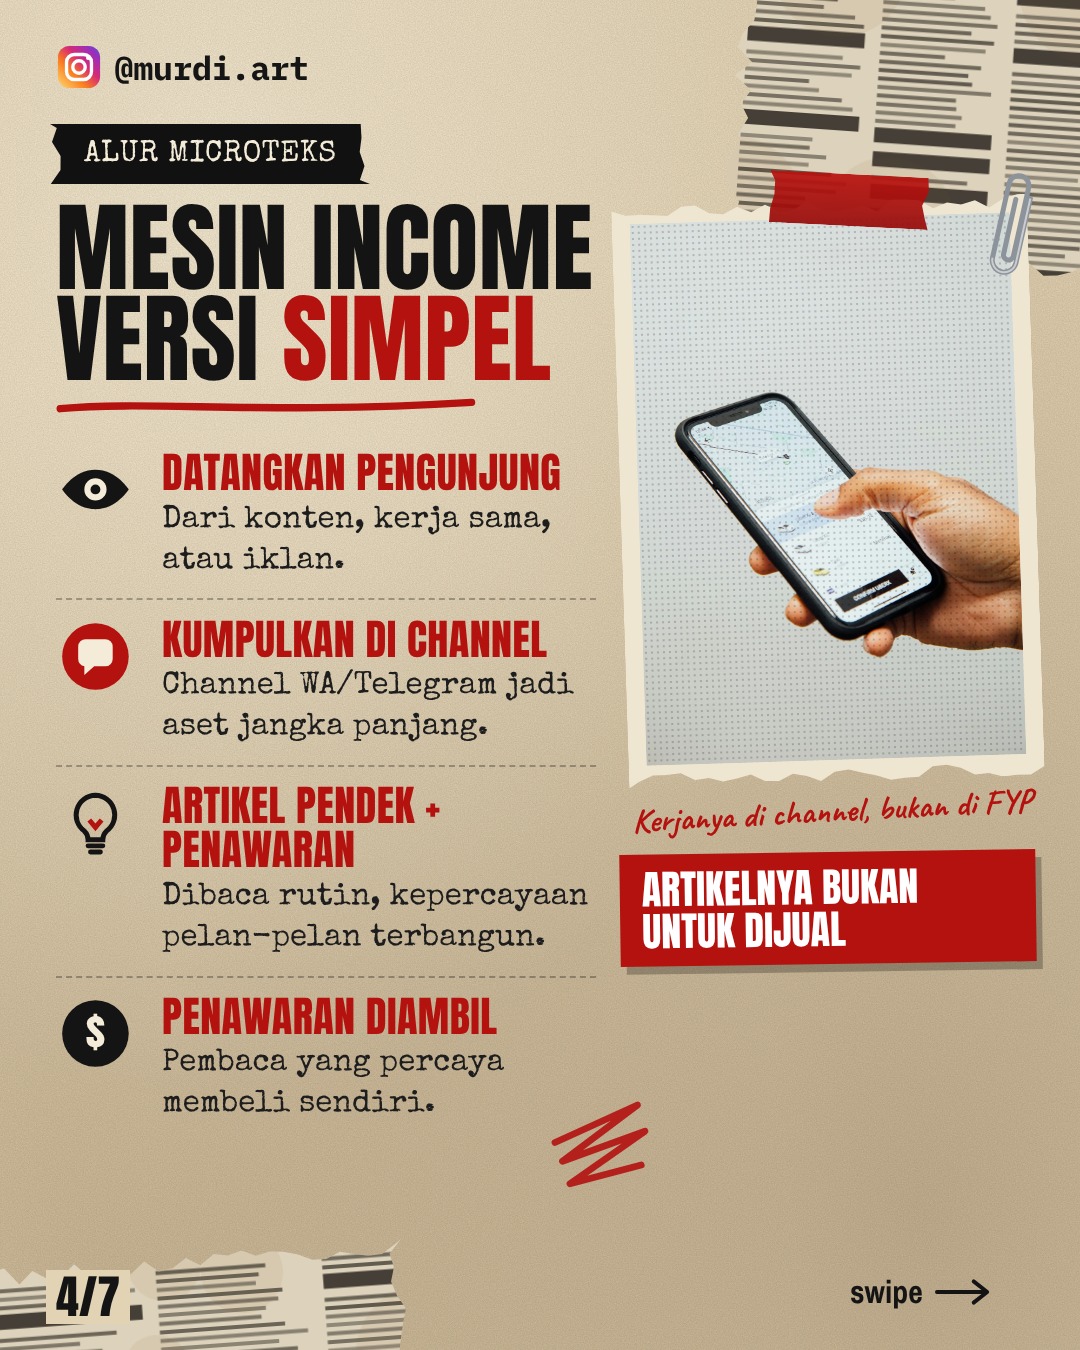 @murdi.art
ALUR MICROTEKS
MESIN INCOME
VERSI SIMPEL
DATANGKAN PENGUNJUNG
Dari konten, kerja sama,
atau iklan.
KUMPULKAN DI CHANNEL
Channel WA/Telegram jadi
aset jangka panjang.
ARTIKEL PENDEK +
PENAWARAN
Dibaca rutin, kepercayaan
pelan-pelan terbangun.
PENAWARAN DIAMBIL
Pembaca yang percaya
membeli sendiri.
$
Kerjanya di channel, bukan di FYP
ARTIKELNYA BUKAN
UNTUK DIJUAL
4/7
swipe